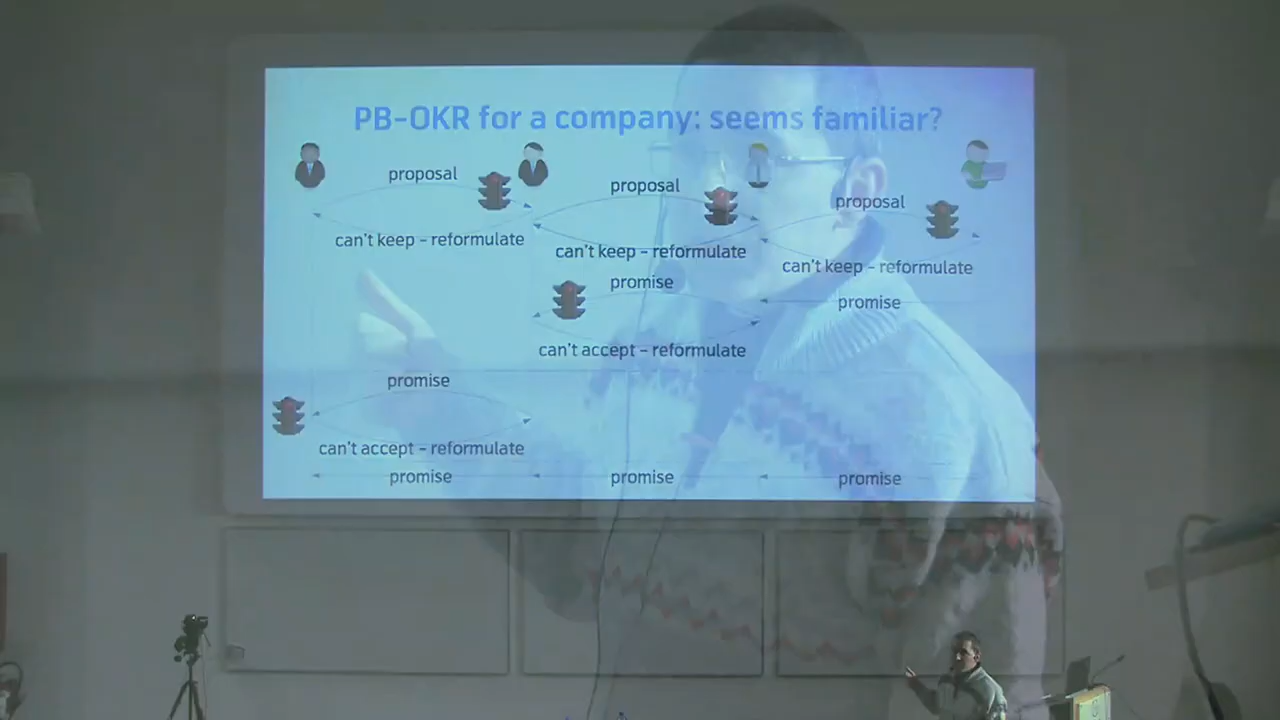 PB-OKR for a company: seems familiar?
proposal
proposal
proposal
can't keep - reformulate
can't keep - reformulate
can't keep - reformulate
promise
promise
can't accept - reformulate
promise
can't accept - reformulate
promise
promise
promise